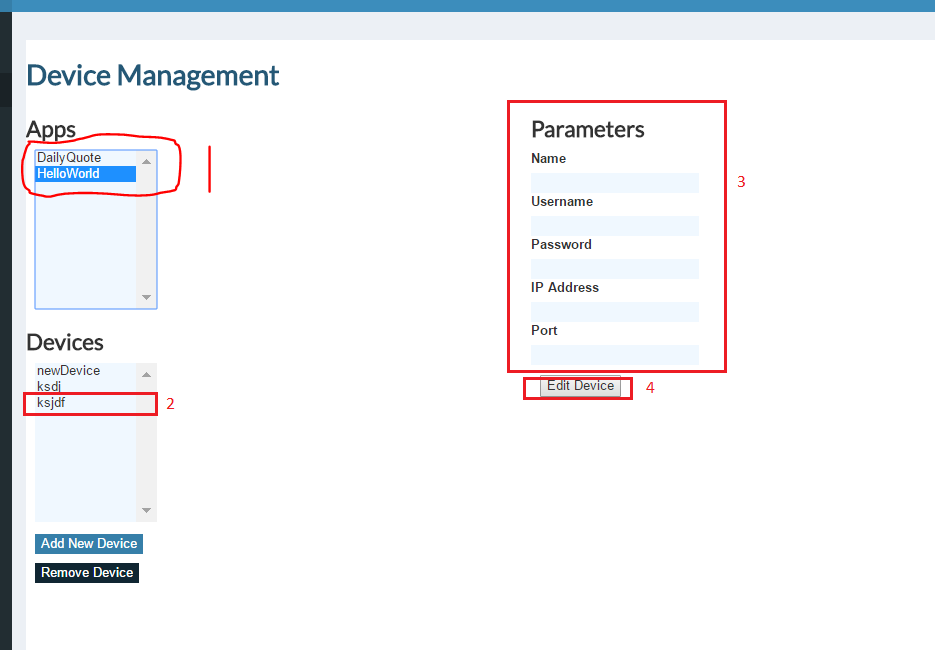 Device Management
Apps
DailyQuote
HelloWorld
1
Devices
newDevice
ksdj
ksjdf
2
Add New Device
Remove Device
Parameters
Name
Username
Password
IP Address
Port
3
Edit Device
4